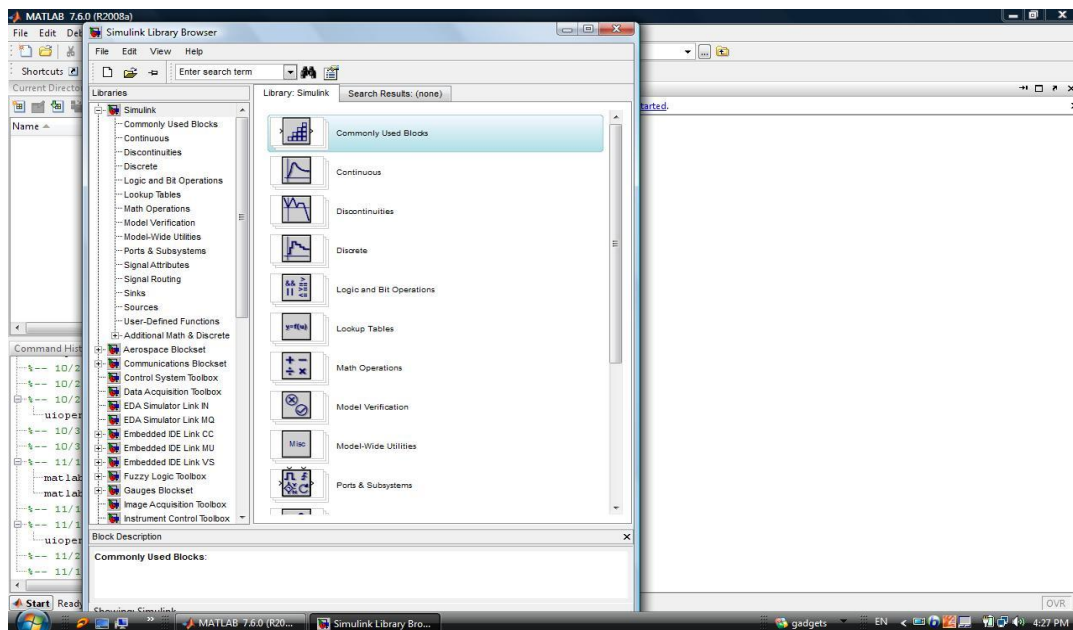 MATLAB 7.6.0 (R2008a)
File Edit Det
Shortcuts
Current Directo
Name
Command Hist
%-- 10/2
%-- 10/2
%-- 10/2
uioper
%-- 10/3
%-- 10/3
%-- 11/1
matlab
matlab
%-- 11/1
%-- 11/1
uioper
%-- 11/2
%-- 11/1
Start Ready
Simulink Library Browser
File Edit View Help
Enter search term
Libraries
Simulink
Commonly Used Blocks
Continuous
Discontinuities
Discrete
Logic and Bit Operations
Lookup Tables
Math Operations
Model Verification
Model-Wide Utilities
Ports & Subsystems
Signal Attributes
Signal Routing
Sinks
Sources
User-Defined Functions
Additional Math & Discrete
Aerospace Blockset
Communications Blockset
Control System Toolbox
Data Acquisition Toolbox
EDA Simulator Link IN
EDA Simulator Link MQ
Embedded IDE Link CC
Embedded IDE Link MU
Embedded IDE Link VS
Fuzzy Logic Toolbox
Gauges Blockset
Image Acquisition Toolbox
Instrument Control Toolbox
Library: Simulink Search Results: (none)
Commonly Used Blocks
Continuous
Discontinuities
Discrete
Logic and Bit Operations
y=f(u) Lookup Tables
Math Operations
Model Verification
Misc Model-Wide Utilities
Ports & Subsystems
Block Description
Commonly Used Blocks:
Showing: Simulink
tarted.
OVR
MATLAB 7.6.0 (R20... Simulink Library Bro... gadgets EN 4:27 PM